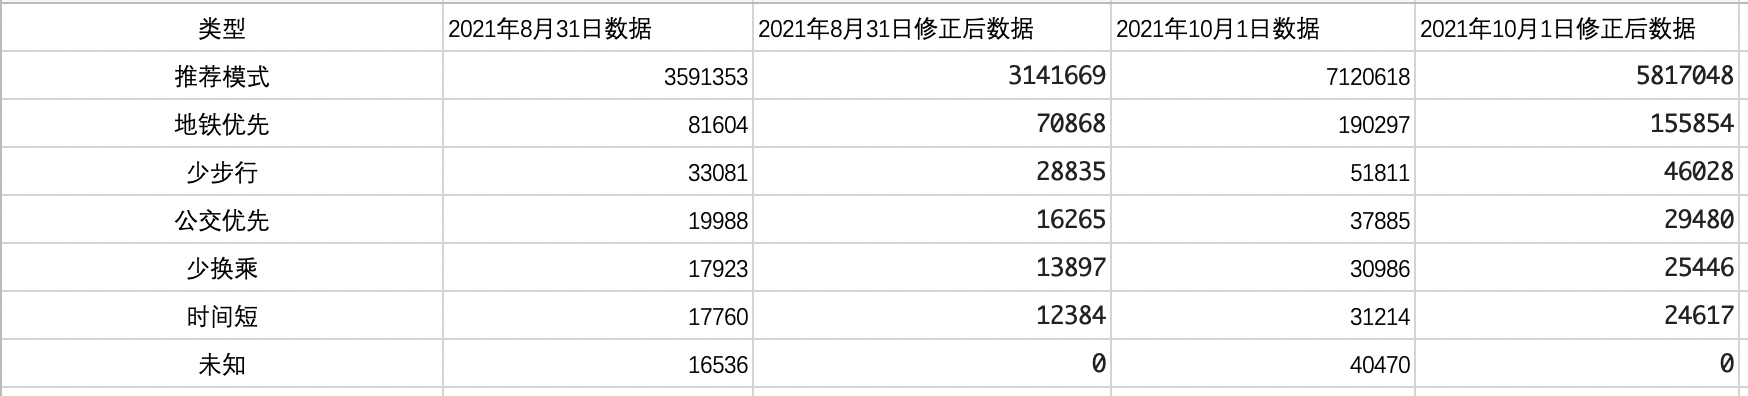 类型 2021年8月31日数据 2021年8月31日修正后数据 2021年10月1日数据 2021年10月1日修正后数据
推荐模式 3591353 3141669 7120618 5817048
地铁优先 81604 70868 190297 155854
少步行 33081 28835 51811 46028
公交优先 19988 16265 37885 29480
少换乘 17923 13897 30986 25446
时间短 17760 12384 31214 24617
未知 16536 0 40470 0